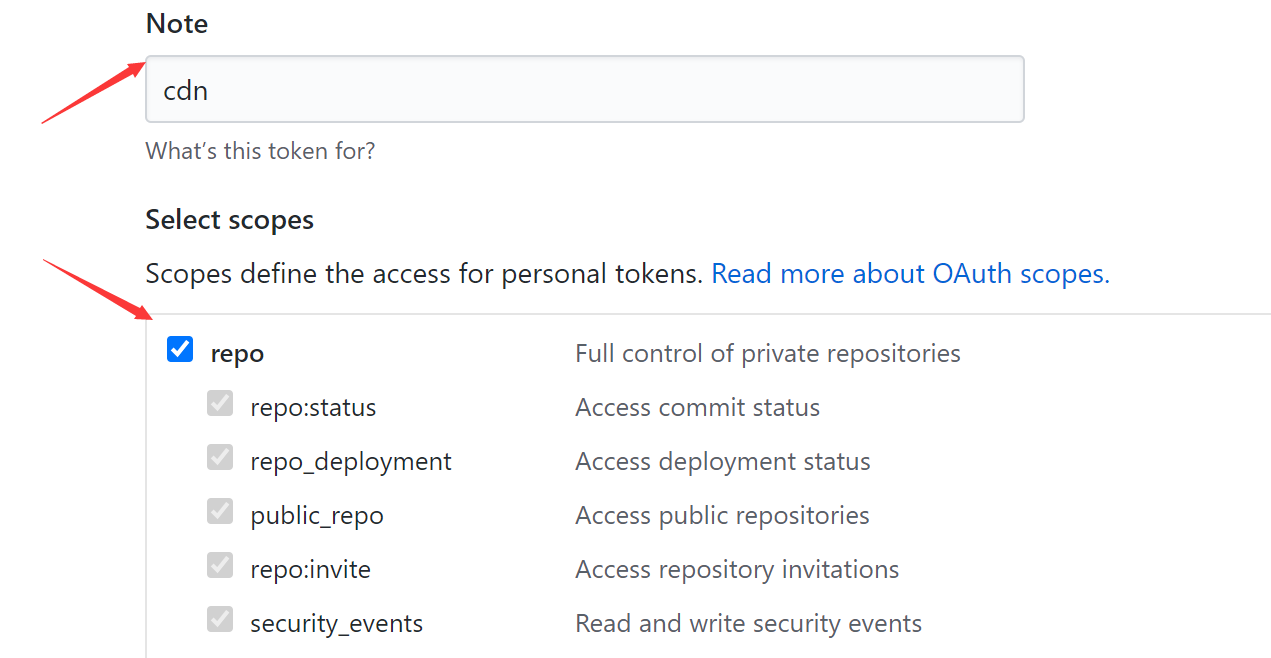 Note
cdn
What’s this token for?
Select scopes
Scopes define the access for personal tokens. Read more about OAuth scopes.
repo Full control of private repositories
repo:status Access commit status
repo_deployment Access deployment status
public_repo Access public repositories
repo:invite Access repository invitations
security_events Read and write security events